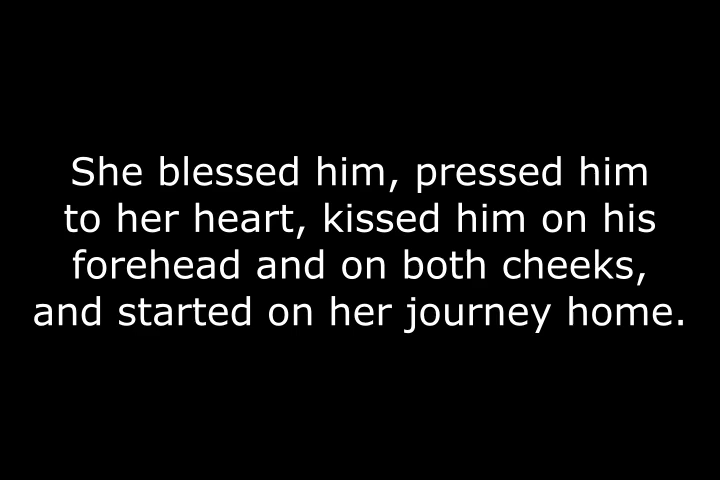 She blessed him, pressed him
to her heart, kissed him on his
forehead and on both cheeks,
and started on her journey home.